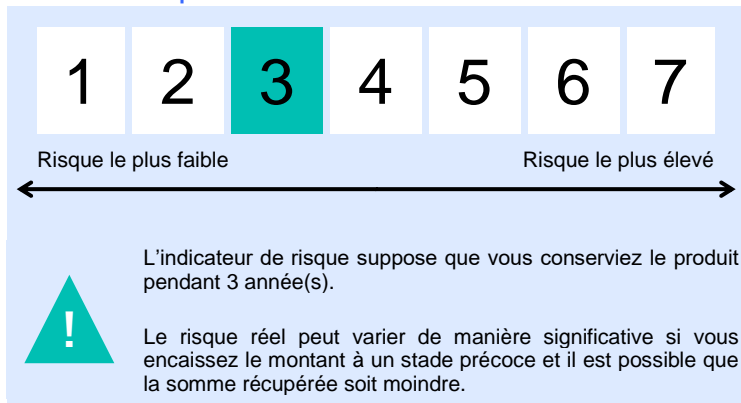 1 2 3 4 5 6 7
Risque le plus faible Risque le plus élevé
L'indicateur de risque suppose que vous conserviez le produit
pendant 3 année(s).
!
Le risque réel peut varier de manière significative si vous
encaissez le montant à un stade précoce et il est possible que
la somme récupérée soit moindre.